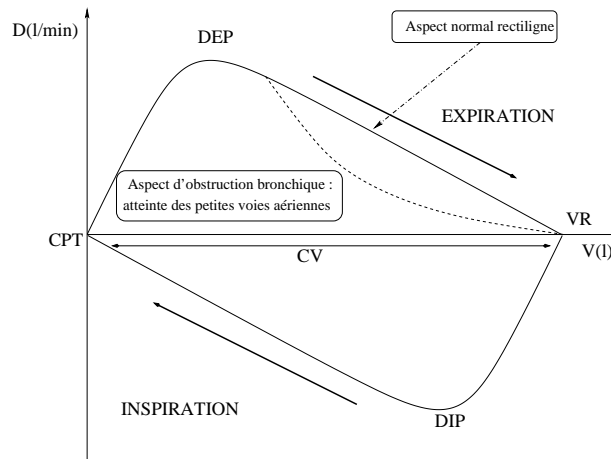 D(l/min)
DEP
Aspect normal rectiligne
EXPIRATION
Aspect d'obstruction bronchique :
atteinte des petites voies aériennes
VR
CPT
CV
V(l)
INSPIRATION
DIP